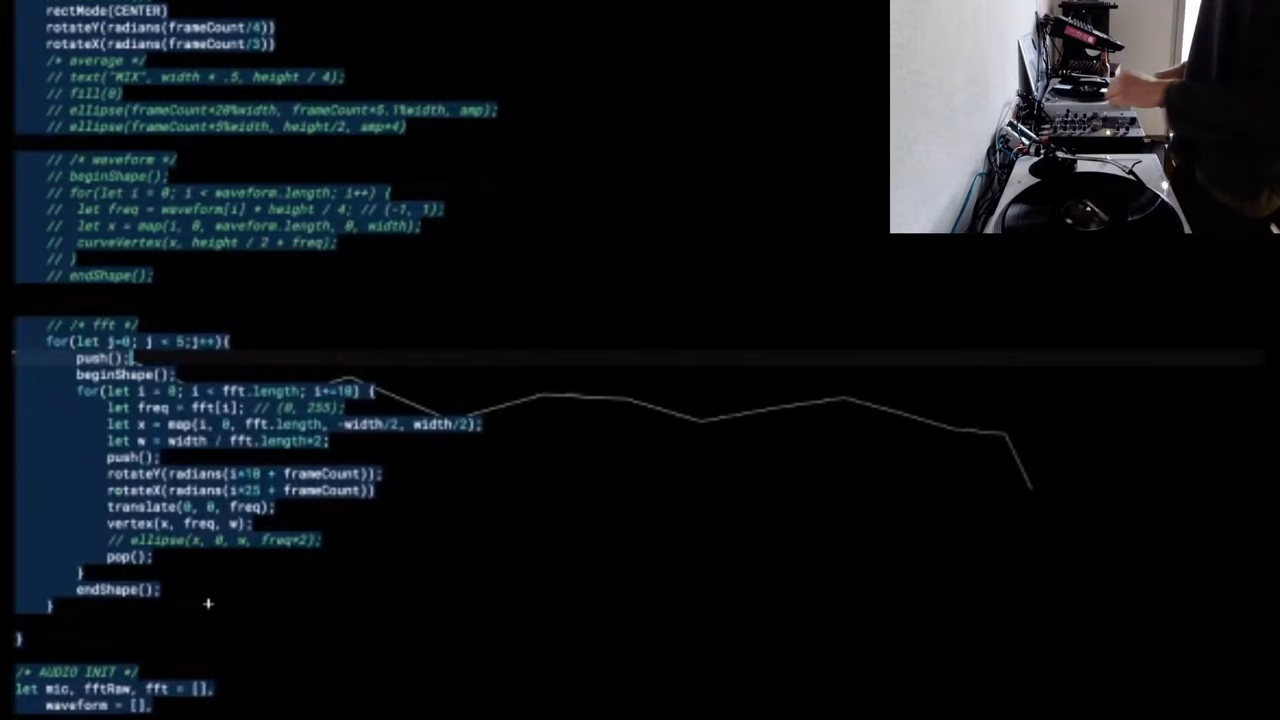 rectMode(CENTER)
rotateY(radians(frameCount/4))
rotateX(radians(frameCount/3))
/* average */
// text("MIX", width * .5, height / 4);
// fill(0)
// ellipse(frameCount*20%width, frameCount*5.1%width, amp);
// ellipse(frameCount*5%width, height/2, amp*4)
// /* waveform */
// beginShape();
// for(let i = 0; i < waveform.length; i++) {
// let freq = waveform[i] * height / 4; // (-1, 1);
// let x = map(i, 0, waveform.length, 0, width);
// curveVertex(x, height / 2 + freq);
// }
// endShape();
// /* fft */
for(let j=0; j < 5;j++){
push();
beginShape();
for(let i = 0; i < fft.length; i+=10) {
let freq = fft[i]; // (0, 255);
let x = map(i, 0, fft.length, -width/2, width/2);
let w = width / fft.length*2;
push();
rotateY(radians(i*10 + frameCount));
rotateX(radians(i*25 + frameCount))
translate(0, 0, freq);
vertex(x, freq, w);
// ellipse(x, 0, w, freq*2);
pop();
}
endShape();
}
}
/* AUDIO INIT */
let mic, fftRaw, fft = [],
waveform = [],